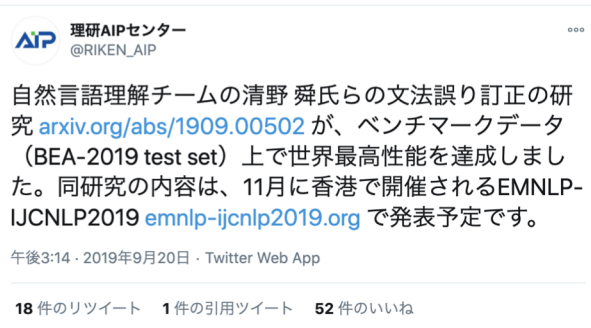 AIP
理研AIPセンター
@RIKEN_AIP
自然言語理解チームの清野 舜氏らの文法誤り訂正の研
究 arxiv.org/abs/1909.00502 が、ベンチマークデータ
（BEA-2019 test set）上で世界最高性能を達成しまし
た。同研究の内容は、11月に香港で開催されるEMNLP-
IJCNLP2019 emnlp-ijcnlp2019.org で発表予定です。
午後3:14 · 2019年9月20日 · Twitter Web App
18 件のリツイート 1 件の引用ツイート 52 件のいいね